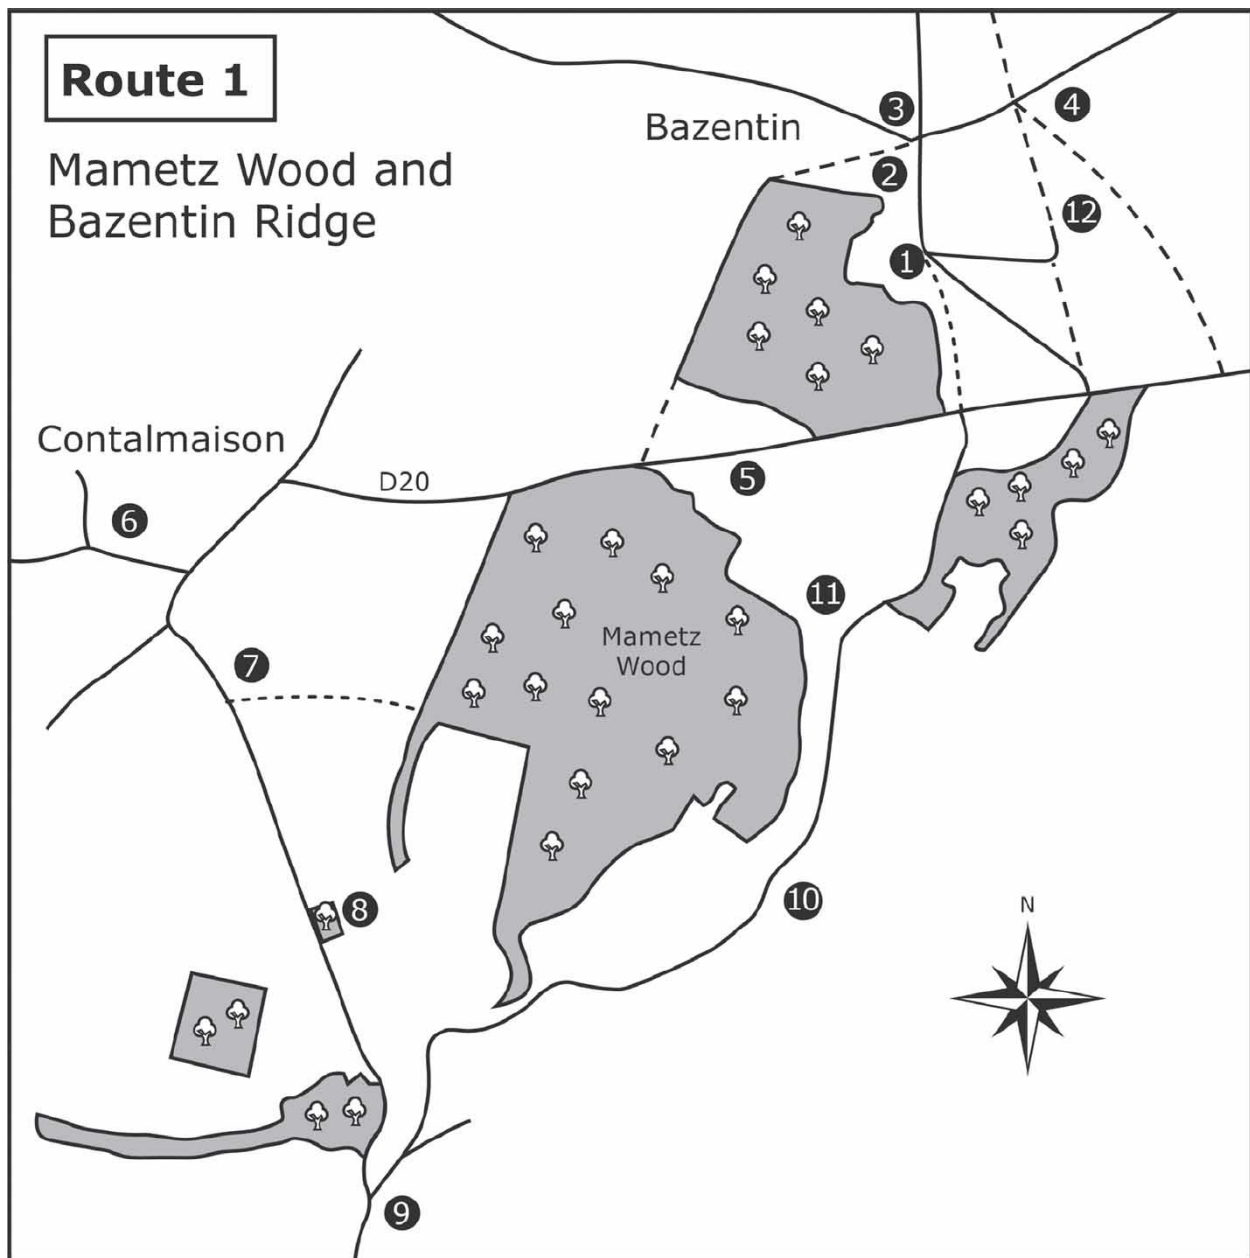 Route 1
Mametz Wood and
Bazentin Ridge
Bazentin
3
4
2
12
1
Contalmaison
D20
5
6
11
Mametz
Wood
7
10
8
N
9